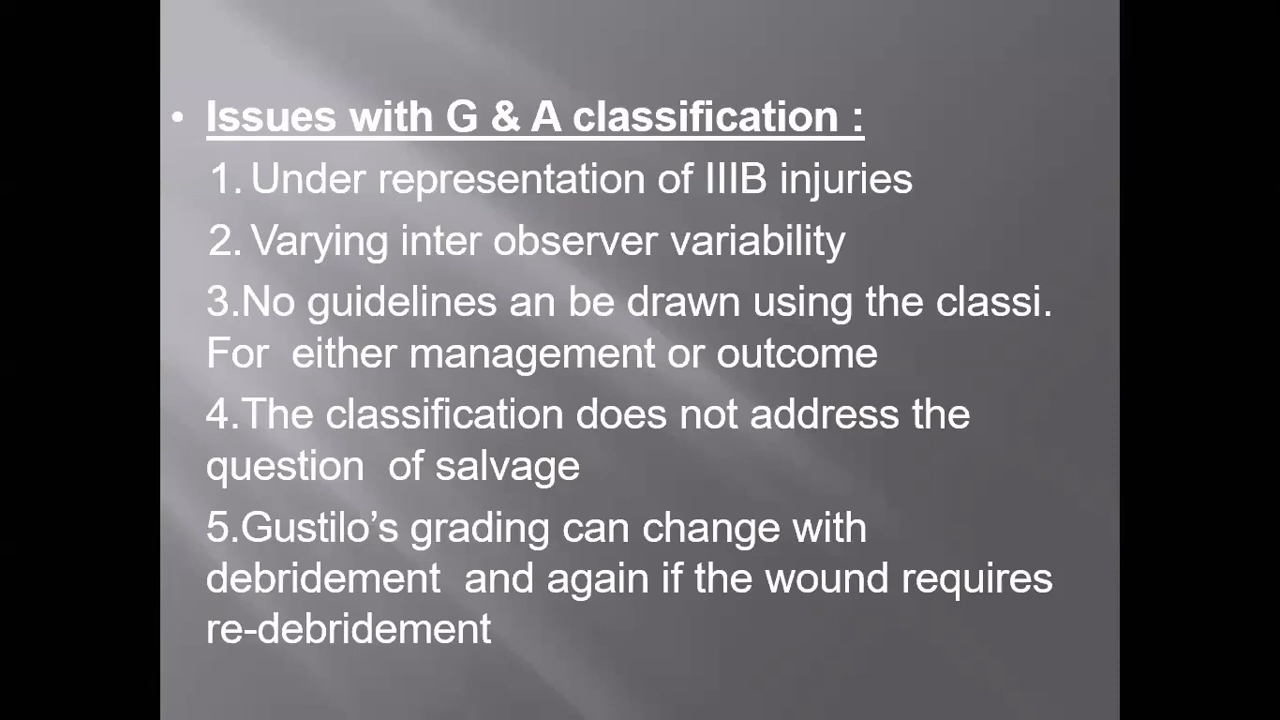 • Issues with G & A classification :
1. Under representation of IIIB injuries
2. Varying inter observer variability
3.No guidelines an be drawn using the classi.
For either management or outcome
4.The classification does not address the
question of salvage
5.Gustilo’s grading can change with
debridement and again if the wound requires
re-debridement